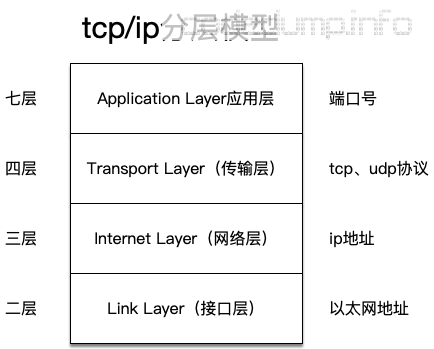 tcp/ip分层模型
七层 Application Layer应用层 端口号
四层 Transport Layer（传输层） tcp、udp协议
三层 Internet Layer（网络层） ip地址
二层 Link Layer（接口层） 以太网地址